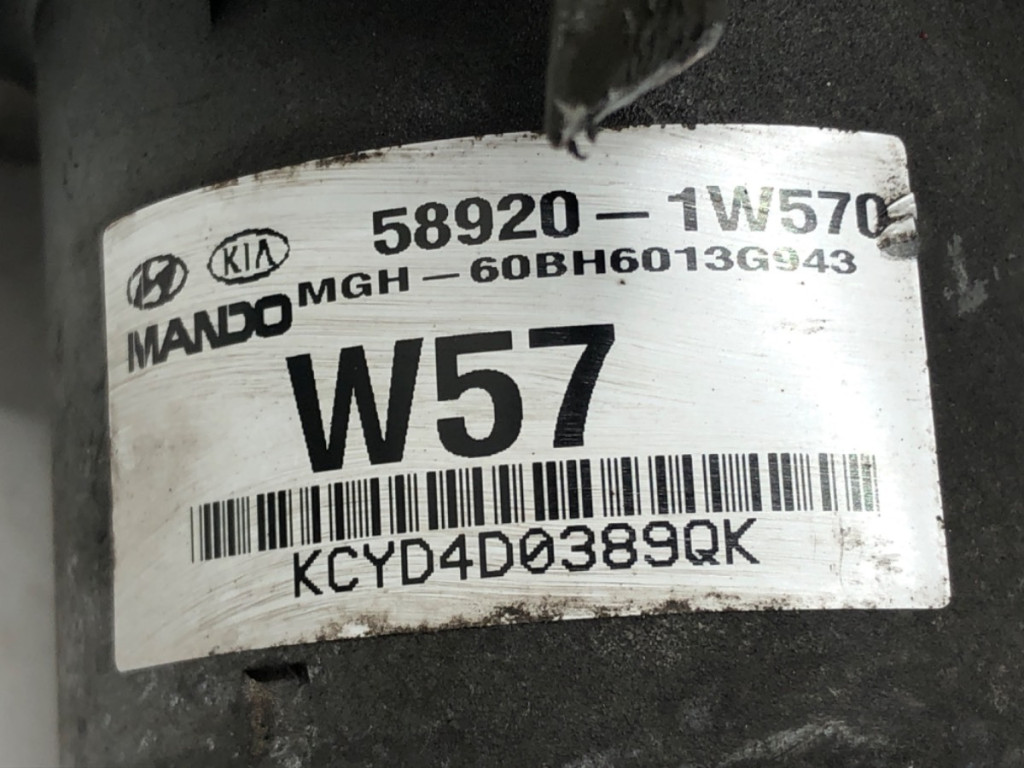 KIA 58920-1W570
MANDO MGH-60BH6013G943
W57
KCYD4D0389QK